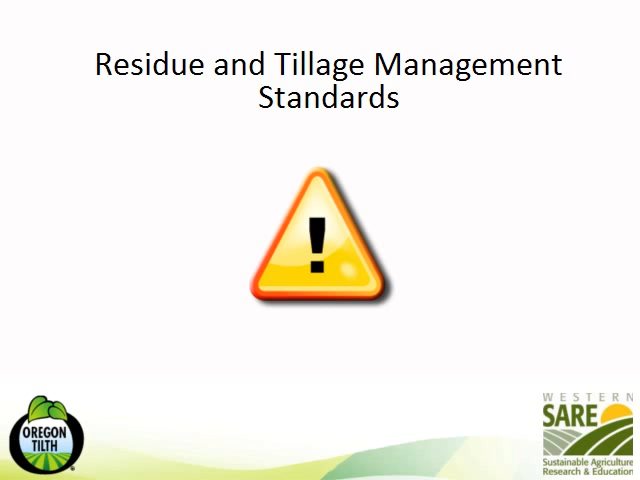 Residue and Tillage Management
Standards
!
OREGON
TILTH
®
WESTERN
SARE
Sustainable Agriculture
Research & Education